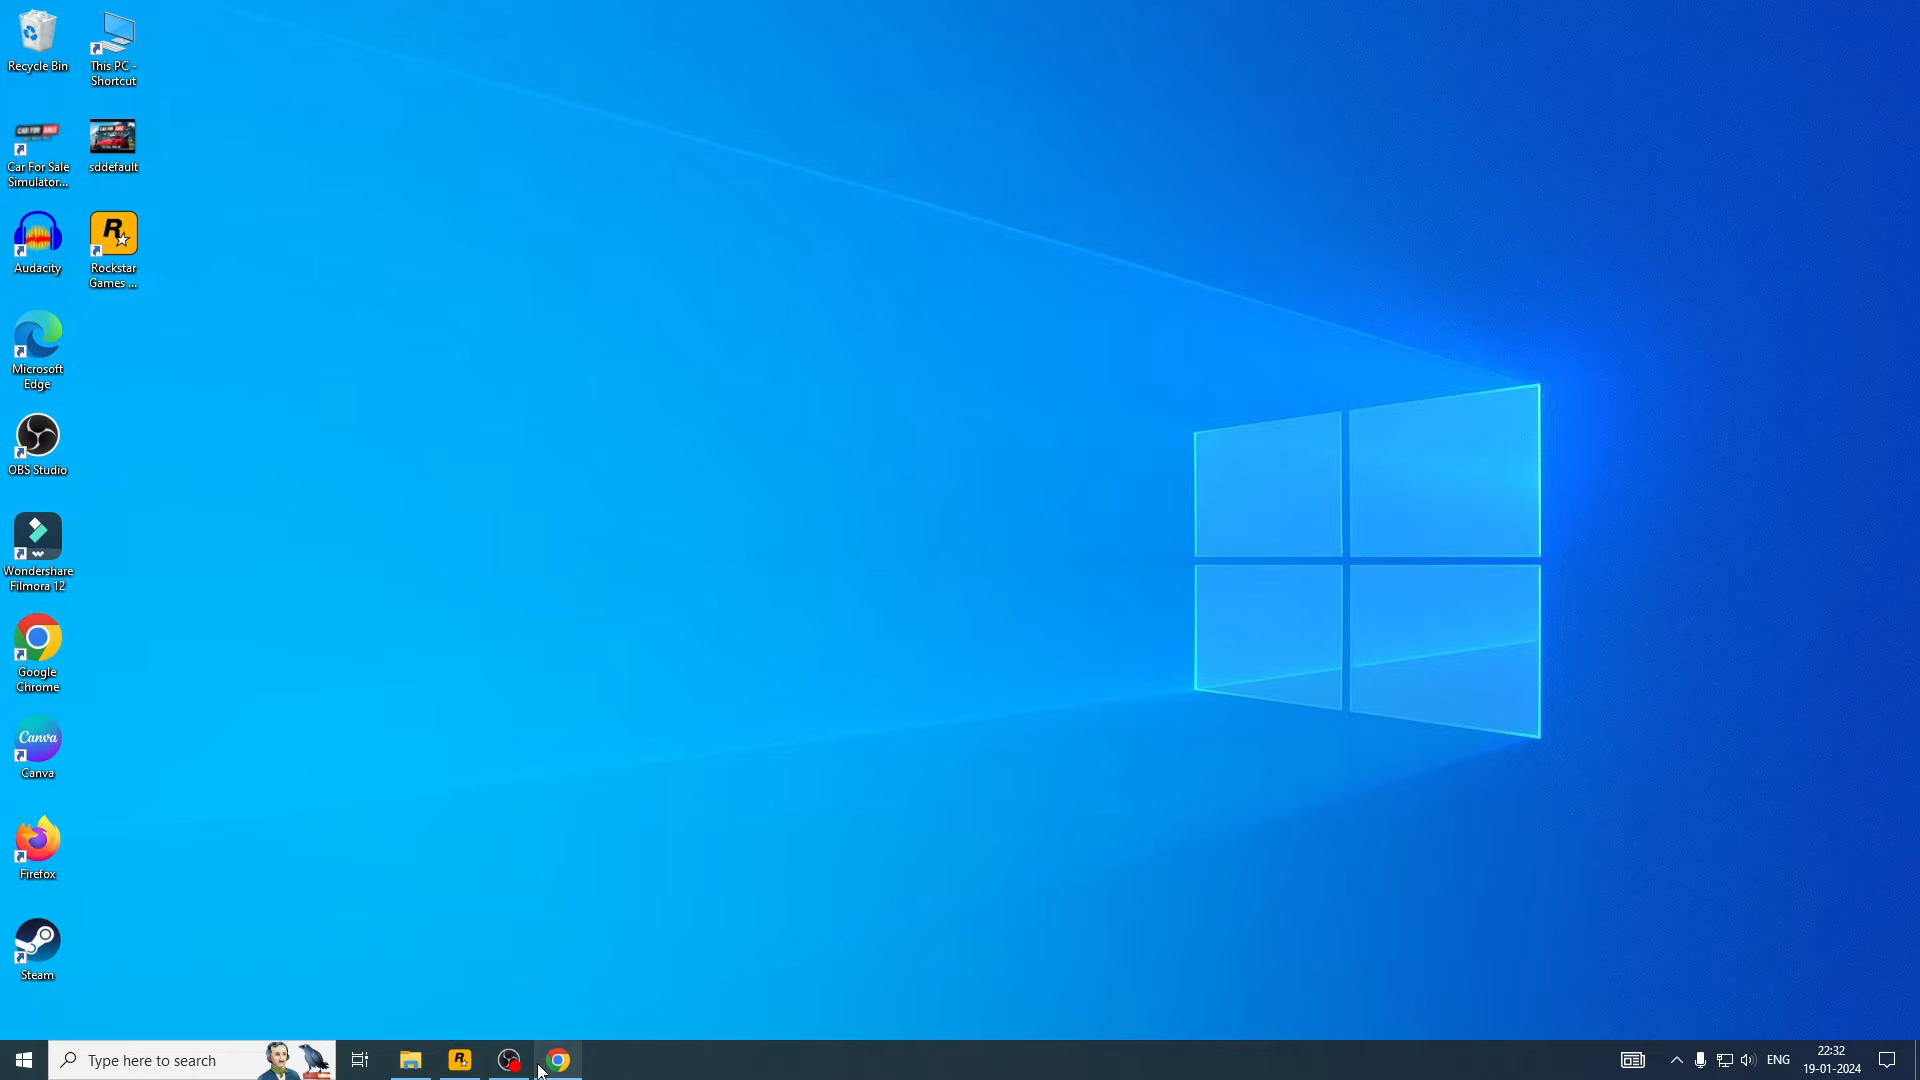 Recycle Bin
This PC -
Shortcut
Car For Sale
Simulator...
sddefault
Audacity
Rockstar
Games ...
Microsoft
Edge
OBS Studio
Wondershare
Filmora 12
Google
Chrome
Canva
Canva
Firefox
Steam
Type here to search
ENG
22:32
19-01-2024